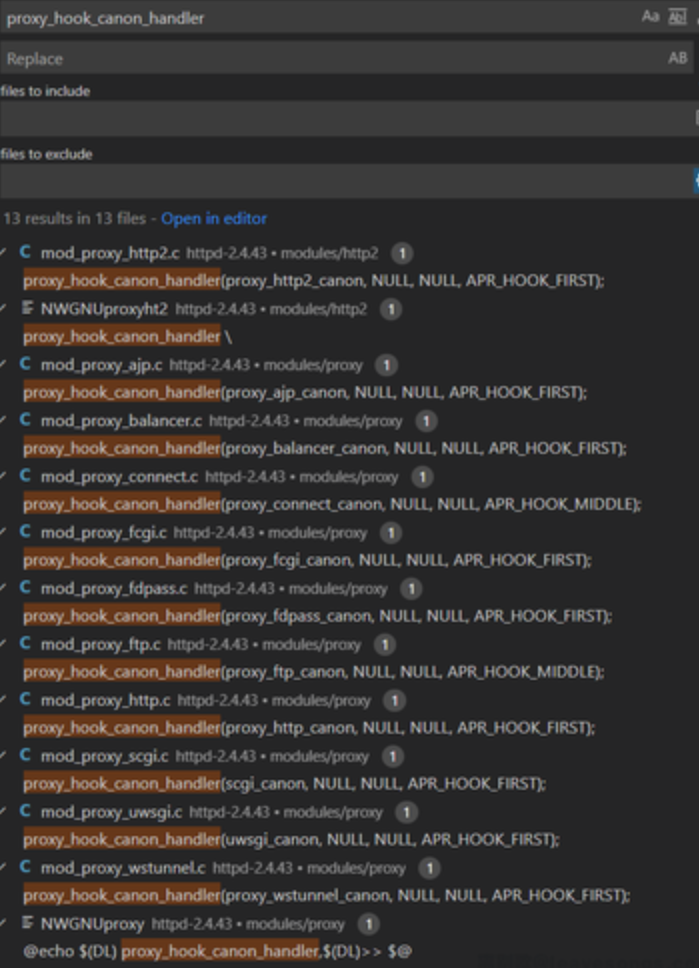 proxy_hook_canon_handler
Aa Ab
Replace
AB
files to include
files to exclude
13 results in 13 files - Open in editor
C mod_proxy_http2.c httpd-2.4.43 • modules/http2 1
proxy_hook_canon_handler(proxy_http2_canon, NULL, NULL, APR_HOOK_FIRST);
NWGNUproxyht2 httpd-2.4.43 • modules/http2 1
proxy_hook_canon_handler \
C mod_proxy_ajp.c httpd-2.4.43 • modules/proxy 1
proxy_hook_canon_handler(proxy_ajp_canon, NULL, NULL, APR_HOOK_FIRST);
C mod_proxy_balancer.c httpd-2.4.43 • modules/proxy 1
proxy_hook_canon_handler(proxy_balancer_canon, NULL, NULL, APR_HOOK_FIRST);
C mod_proxy_connect.c httpd-2.4.43 • modules/proxy 1
proxy_hook_canon_handler(proxy_connect_canon, NULL, NULL, APR_HOOK_MIDDLE);
C mod_proxy_fcgi.c httpd-2.4.43 • modules/proxy 1
proxy_hook_canon_handler(proxy_fcgi_canon, NULL, NULL, APR_HOOK_FIRST);
C mod_proxy_fdpass.c httpd-2.4.43 • modules/proxy 1
proxy_hook_canon_handler(proxy_fdpass_canon, NULL, NULL, APR_HOOK_FIRST);
C mod_proxy_ftp.c httpd-2.4.43 • modules/proxy 1
proxy_hook_canon_handler(proxy_ftp_canon, NULL, NULL, APR_HOOK_MIDDLE);
C mod_proxy_http.c httpd-2.4.43 • modules/proxy 1
proxy_hook_canon_handler(proxy_http_canon, NULL, NULL, APR_HOOK_FIRST);
C mod_proxy_scgi.c httpd-2.4.43 • modules/proxy 1
proxy_hook_canon_handler(scgi_canon, NULL, NULL, APR_HOOK_FIRST);
C mod_proxy_uwsgi.c httpd-2.4.43 • modules/proxy 1
proxy_hook_canon_handler(uwsgi_canon, NULL, NULL, APR_HOOK_FIRST);
C mod_proxy_wstunnel.c httpd-2.4.43 • modules/proxy 1
proxy_hook_canon_handler(proxy_wstunnel_canon, NULL, NULL, APR_HOOK_FIRST);
NWGNUproxy httpd-2.4.43 • modules/proxy 1
@echo $(DL) proxy_hook_canon_handler,$(DL)>> $@